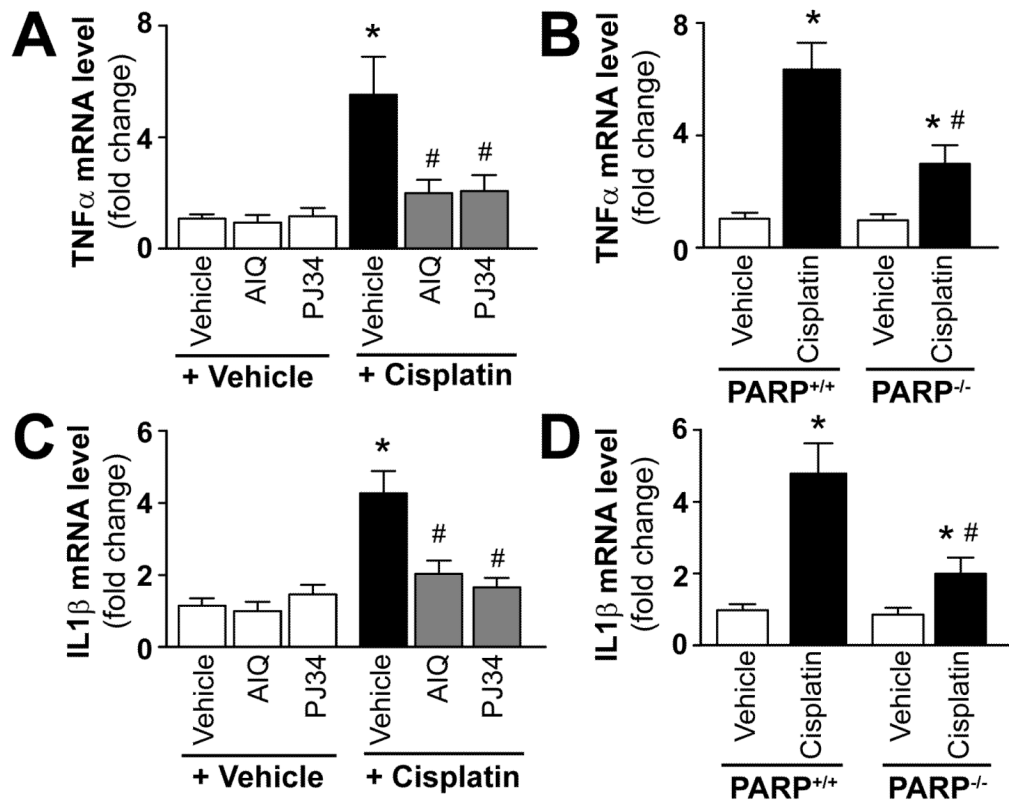 A
TNFα mRNA level
(fold change)
8
4
0
*
#
#
Vehicle
AIQ
PJ34
Vehicle
AIQ
PJ34
+ Vehicle
+ Cisplatin
B
TNFα mRNA level
(fold change)
8
4
0
*
* #
Vehicle
Cisplatin
Vehicle
Cisplatin
PARP+/+
PARP-/-
C
IL1β mRNA level
(fold change)
6
4
2
0
*
#
#
Vehicle
AIQ
PJ34
Vehicle
AIQ
PJ34
+ Vehicle
+ Cisplatin
D
IL1β mRNA level
(fold change)
6
4
2
0
*
* #
Vehicle
Cisplatin
Vehicle
Cisplatin
PARP+/+
PARP-/-